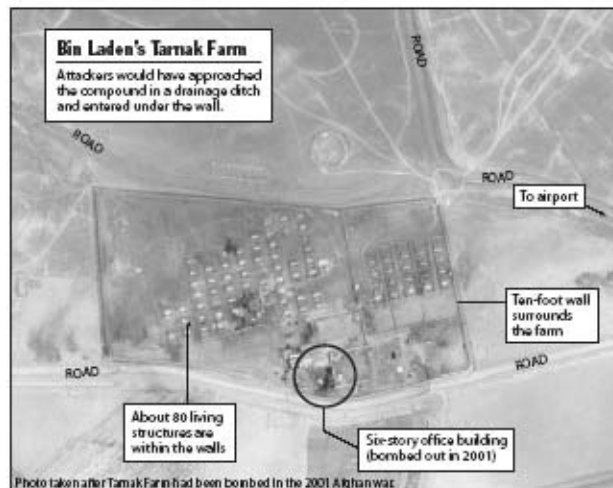 Bin Laden's Tarnak Farm
Attackers would have approached
the compound in a drainage ditch
and entered under the wall.
ROAD
ROAD
ROAD
To airport
Ten-foot wall
surrounds
the farm
ROAD
ROAD
About 80 living
structures are
within the walls
Six-story office building
(bombed out in 2001)
Photo taken after Tarnak Farm had been bombed in the 2001 Afghan war.